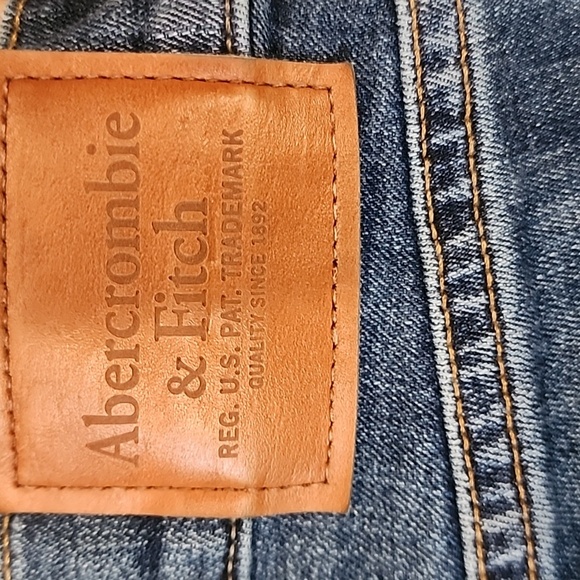 Abercrombie
& Fitch
REG. U.S. PAT. TRADEMARK
QUALITY SINCE 1892